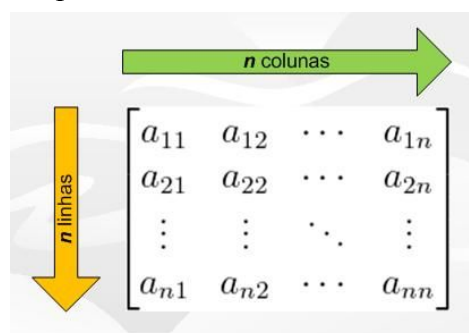 n colunas
n linhas
a11 a12 ⋯ a1n
a21 a22 ⋯ a2n
⋮ ⋮ ⋱ ⋮
an1 an2 ⋯ ann